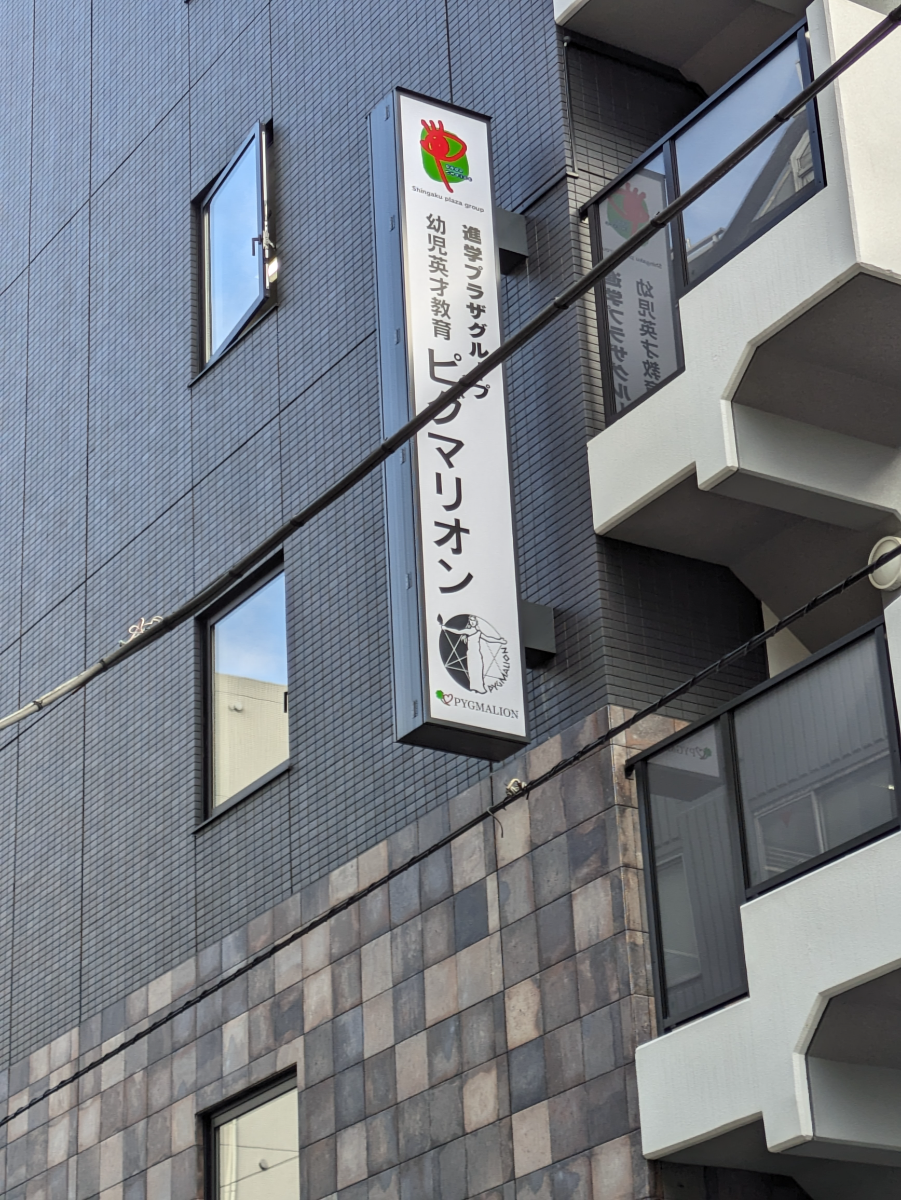 Shingaku plaza group
進学プラザグループ
幼児英才教育 ピグマリオン
PYGMALION
PYGMALION